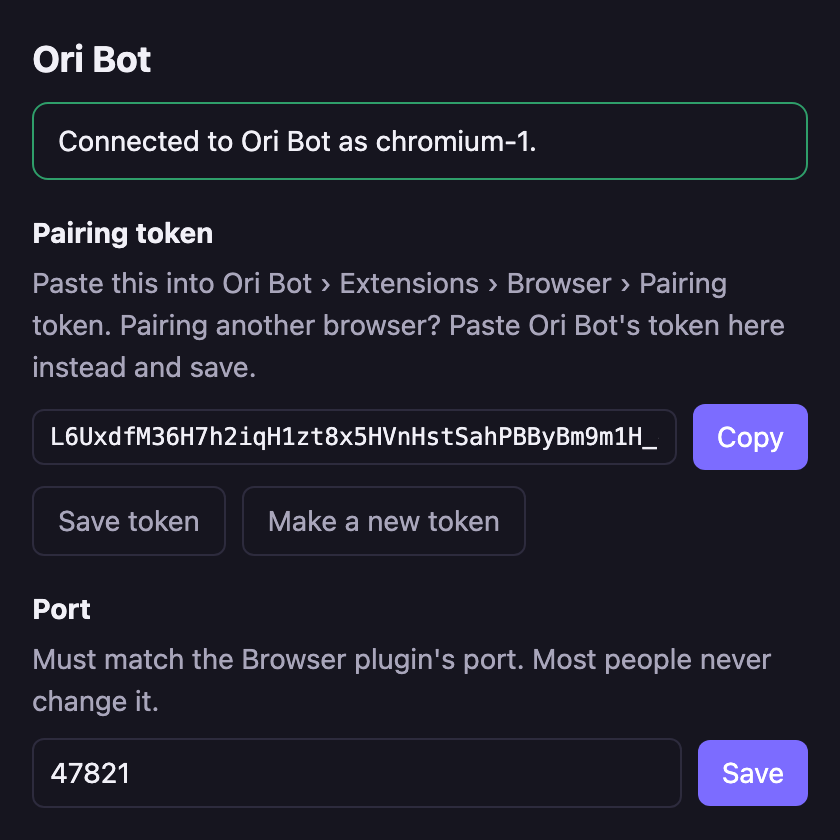 Ori Bot
Connected to Ori Bot as chromium-1.
Pairing token
Paste this into Ori Bot › Extensions › Browser › Pairing
token. Pairing another browser? Paste Ori Bot's token here
instead and save.
L6UxdfM36H7h2iqH1zt8x5HVnHstSahPBByBm9m1H_
Copy
Save token
Make a new token
Port
Must match the Browser plugin's port. Most people never
change it.
47821
Save